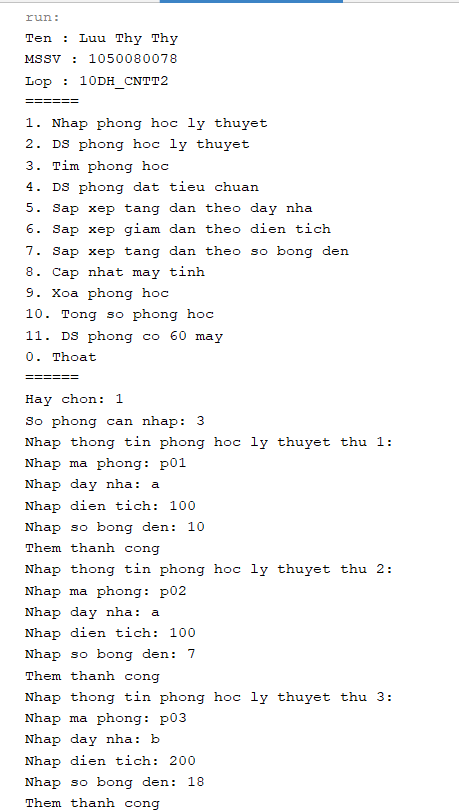 run:
Ten : Luu Thy Thy
MSSV : 1050080078
Lop : 10DH_CNTT2
======
1. Nhap phong hoc ly thuyet
2. DS phong hoc ly thuyet
3. Tim phong hoc
4. DS phong dat tieu chuan
5. Sap xep tang dan theo day nha
6. Sap xep giam dan theo dien tich
7. Sap xep tang dan theo so bong den
8. Cap nhat may tinh
9. Xoa phong hoc
10. Tong so phong hoc
11. DS phong co 60 may
0. Thoat
======
Hay chon: 1
So phong can nhap: 3
Nhap thong tin phong hoc ly thuyet thu 1:
Nhap ma phong: p01
Nhap day nha: a
Nhap dien tich: 100
Nhap so bong den: 10
Them thanh cong
Nhap thong tin phong hoc ly thuyet thu 2:
Nhap ma phong: p02
Nhap day nha: a
Nhap dien tich: 100
Nhap so bong den: 7
Them thanh cong
Nhap thong tin phong hoc ly thuyet thu 3:
Nhap ma phong: p03
Nhap day nha: b
Nhap dien tich: 200
Nhap so bong den: 18
Them thanh cong